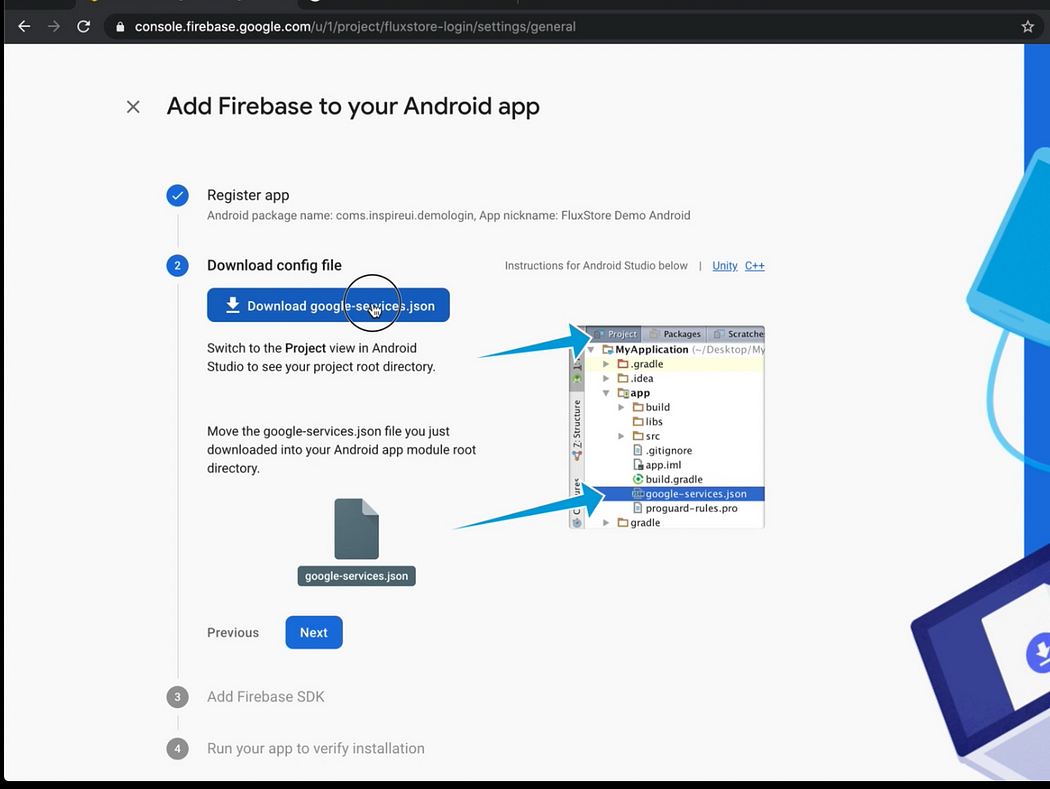 console.firebase.google.com/u/1/project/fluxstore-login/settings/general
Add Firebase to your Android app
Register app
Android package name: coms.inspireui.demologin, App nickname: FluxStore Demo Android
2
Download config file
Instructions for Android Studio below | Unity C++
Download google-services.json
Switch to the Project view in Android
Studio to see your project root directory.
Move the google-services.json file you just
downloaded into your Android app module root
directory.
google-services.json
Project Packages Scratche
MyApplication (~/Desktop/My
.gradle
.idea
app
build
libs
src
.gitignore
app.iml
build.gradle
google-services.json
proguard-rules.pro
gradle
Z: Structure
Previous
Next
3
Add Firebase SDK
4
Run your app to verify installation